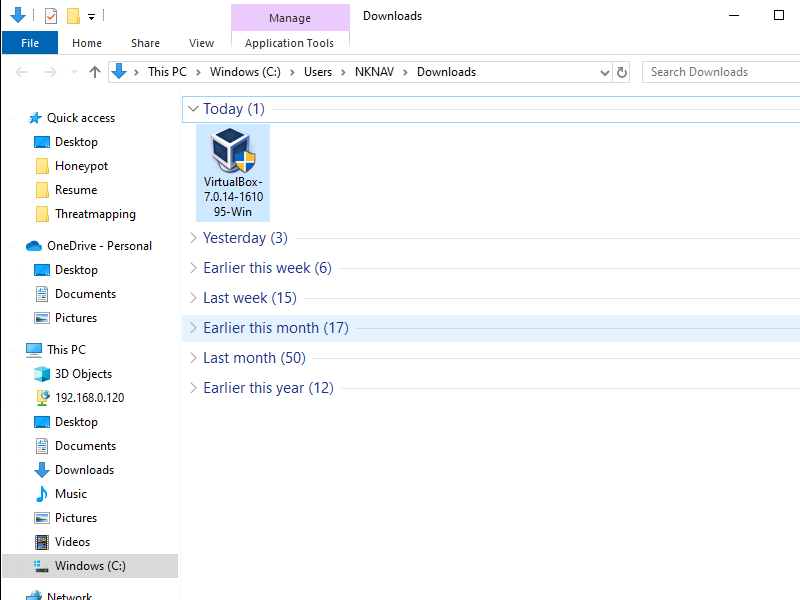 Manage
Downloads
File
Home
Share
View
Application Tools
This PC
Windows (C:)
Users
NKNAV
Downloads
Search Downloads
Quick access
Desktop
Honeypot
Resume
Threatmapping
OneDrive - Personal
Desktop
Documents
Pictures
This PC
3D Objects
192.168.0.120
Desktop
Documents
Downloads
Music
Pictures
Videos
Windows (C:)
Network
Today (1)
VirtualBox-
7.0.14-1610
95-Win
Yesterday (3)
Earlier this week (6)
Last week (15)
Earlier this month (17)
Last month (50)
Earlier this year (12)